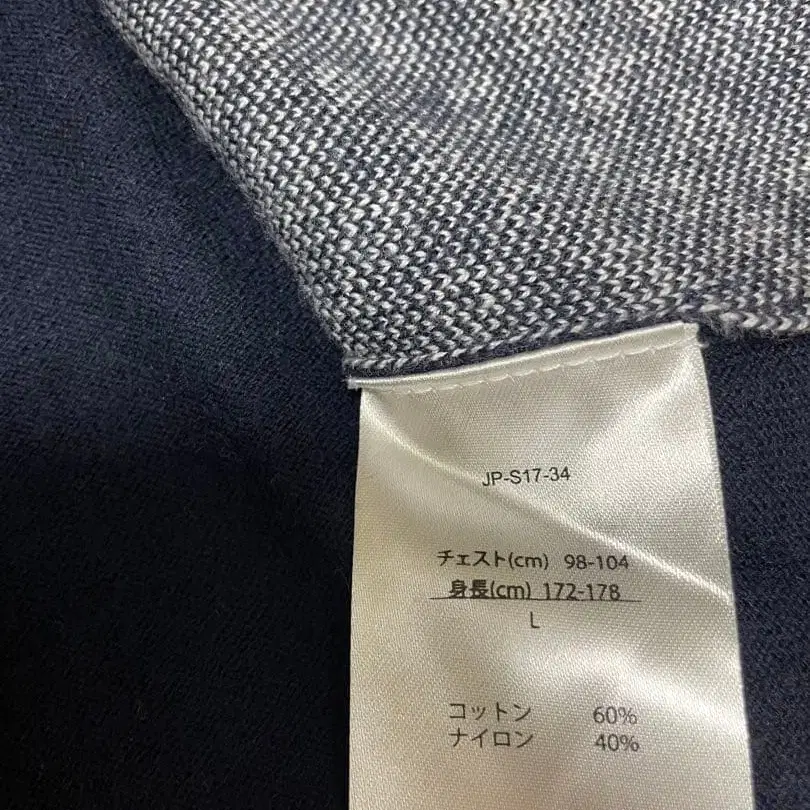 JP-S17-34
チェスト(cm) 98-104
身長(cm) 172-178
L
コットン 60%
ナイロン 40%